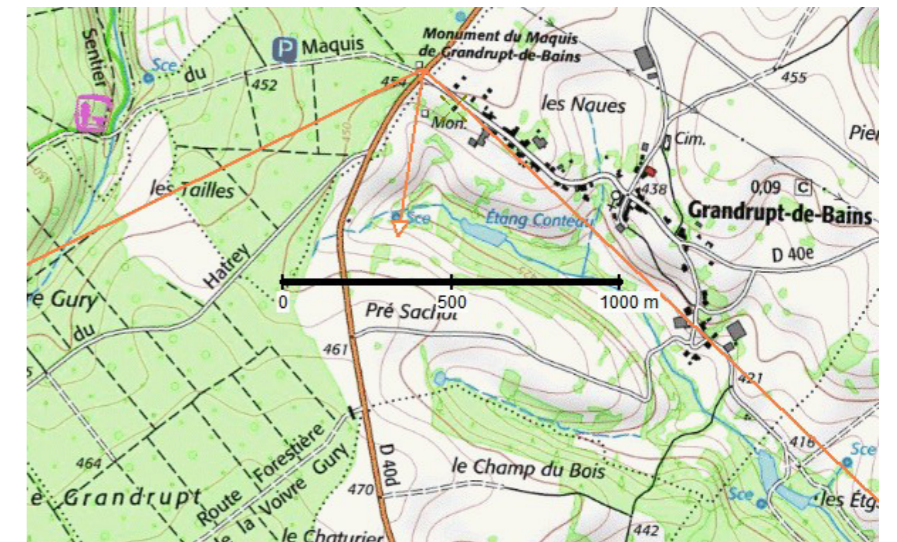 Sentier
Sce
du
P
Maquis
452
454
Monument du Maquis
de Grandrupt-de-Bains
455
les Naues
Mon.
Cim.
Pie
450
les Tailles
438
0,09 C
Grandrupt-de-Bains
Sce
Étang Conteau
D 40e
Hatrey
re Gury
du
0 500 1000 m
Pré Sachot
461
421
D 40d
416
Sce
464
Route Forestière
de la Voivre Gury
le Champ du Bois
e Grandrupt
470
Sce
les Étgs
442
le Chaturier